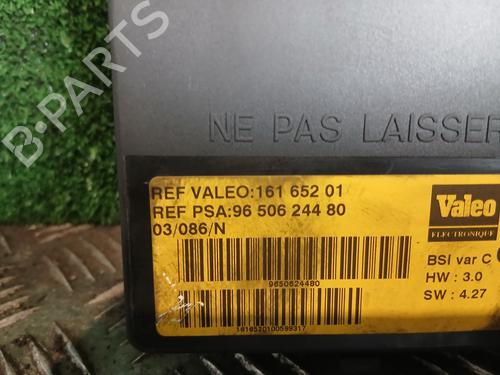 B-PARTS
NE PAS LAISSER
REF VALEO:161 652 01
REF PSA:96 506 244 80
03/086/N
9650624480
Valeo
ELECTRONIQUE
BSI var C
HW : 3.0
SW : 4.27